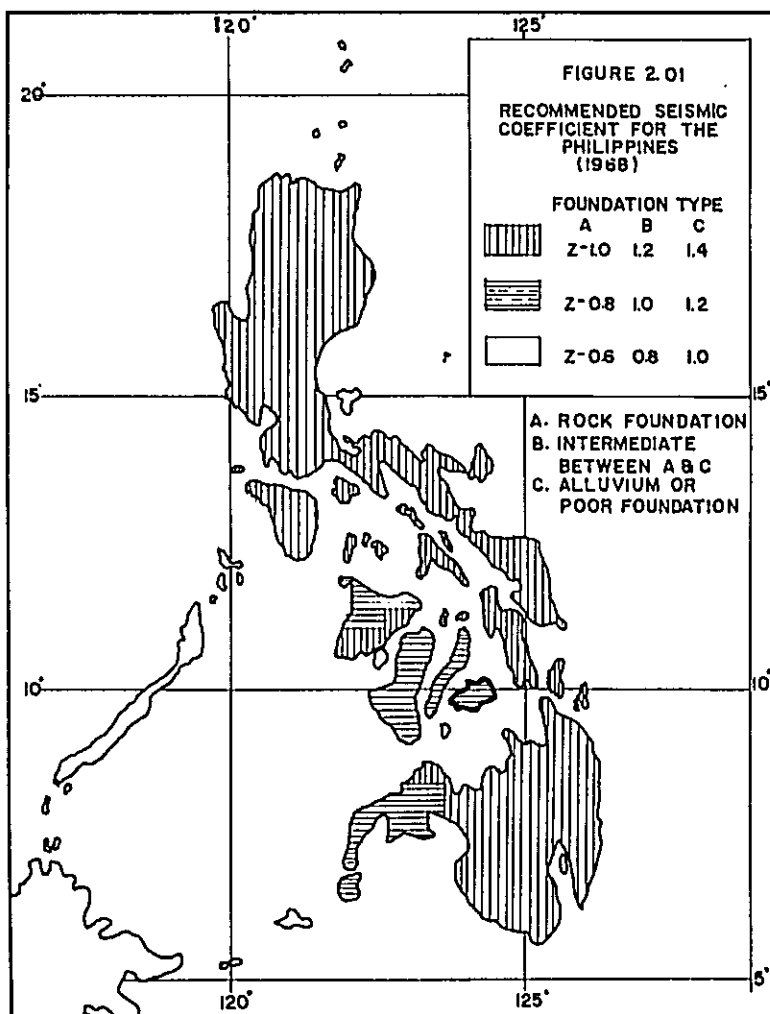 120° 125°
20°
FIGURE 2.01
RECOMMENDED SEISMIC
COEFFICIENT FOR THE
PHILIPPINES
(1968)
FOUNDATION TYPE
A B C
Z-1.0 1.2 1.4
Z-0.8 1.0 1.2
Z-0.6 0.8 1.0
15° 15°
A. ROCK FOUNDATION
B. INTERMEDIATE
BETWEEN A & C
C. ALLUVIUM OR
POOR FOUNDATION
10° 10°
5°
120° 125°